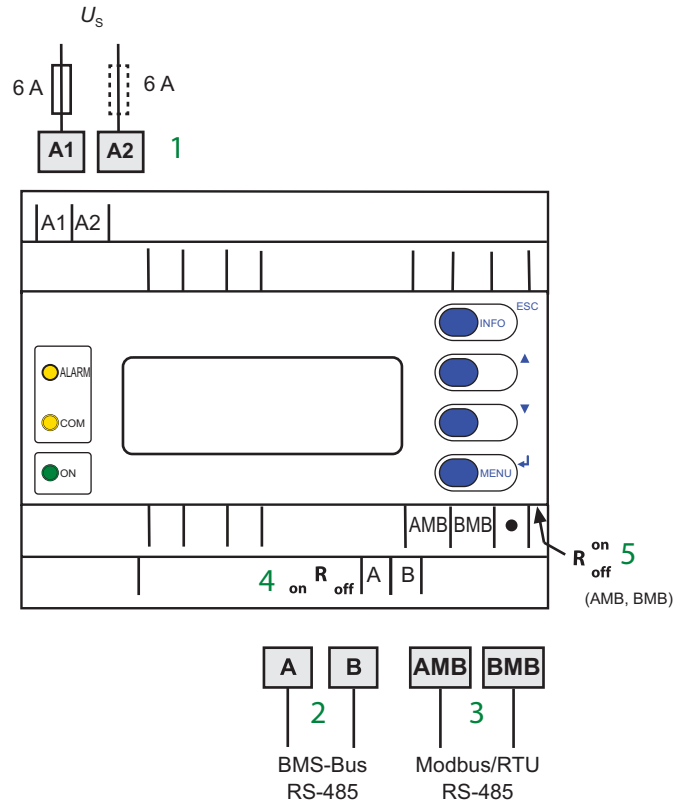 US
6 A
6 A
A1 A2 1
A1 A2
ESC
INFO
▲
ALARM
▼
COM
MENU
ON
AMB BMB ●
R on off 5
(AMB, BMB)
4 on R off A B
A B AMB BMB
2 3
BMS-Bus Modbus/RTU
RS-485 RS-485